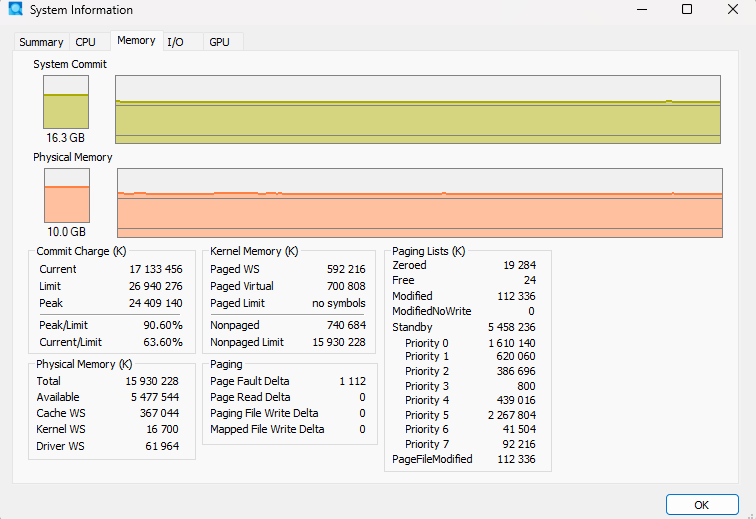 System Information
Summary CPU Memory I/O GPU
System Commit
16.3 GB
Physical Memory
10.0 GB
Commit Charge (K)
Current 17 133 456
Limit 26 940 276
Peak 24 409 140
Peak/Limit 90.60%
Current/Limit 63.60%
Physical Memory (K)
Total 15 930 228
Available 5 477 544
Cache WS 367 044
Kernel WS 16 700
Driver WS 61 964
Kernel Memory (K)
Paged WS 592 216
Paged Virtual 700 808
Paged Limit no symbols
Nonpaged 740 684
Nonpaged Limit 15 930 228
Paging
Page Fault Delta 1 112
Page Read Delta 0
Paging File Write Delta 0
Mapped File Write Delta 0
Paging Lists (K)
Zeroed 19 284
Free 24
Modified 112 336
ModifiedNoWrite 0
Standby 5 458 236
Priority 0 1 610 140
Priority 1 620 060
Priority 2 386 696
Priority 3 800
Priority 4 439 016
Priority 5 2 267 804
Priority 6 41 504
Priority 7 92 216
PageFileModified 112 336
OK